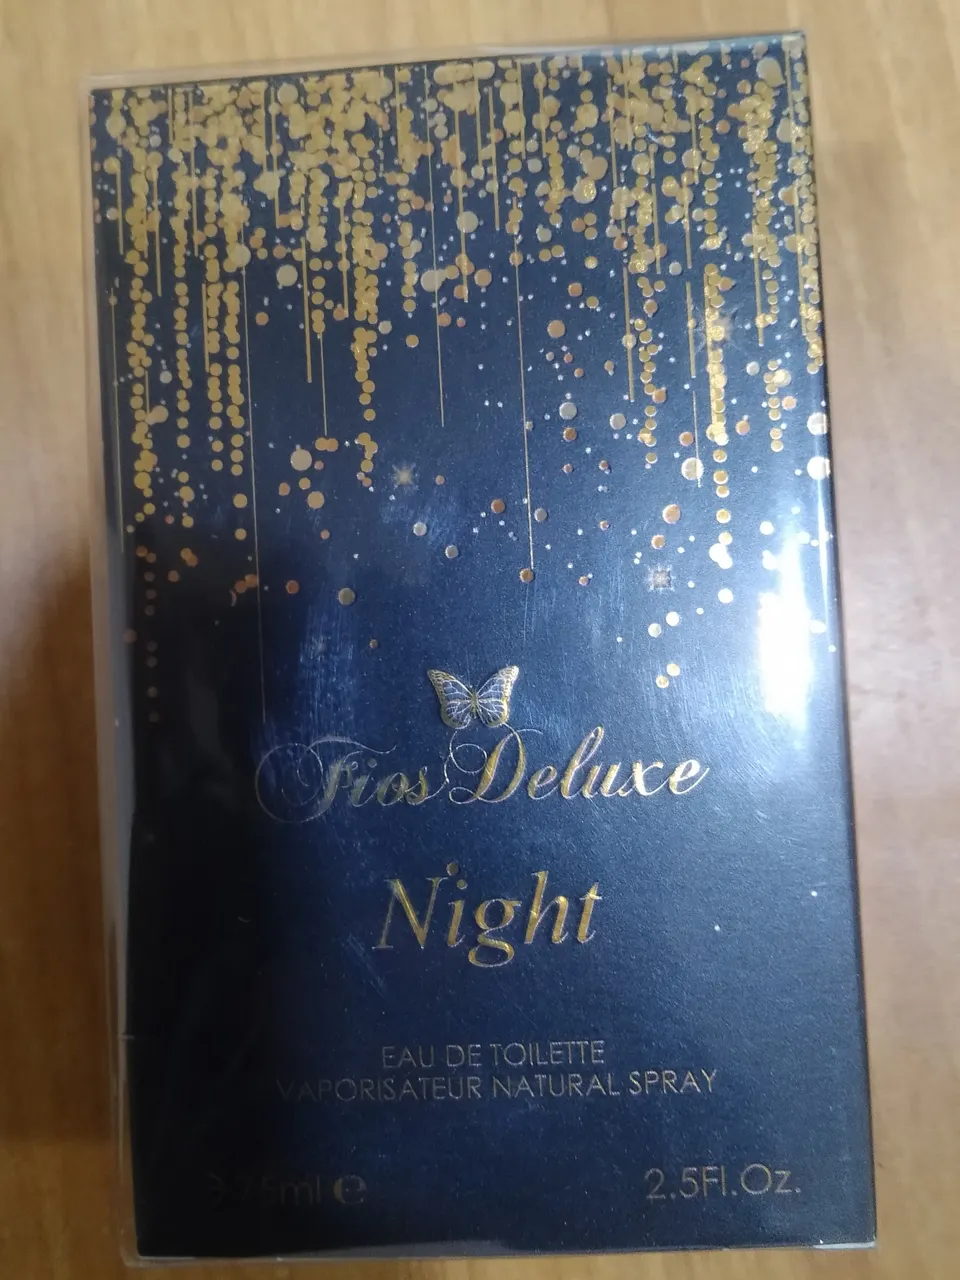 Fios Deluxe
Night
EAU DE TOILETTE
VAPORISATEUR NATURAL SPRAY
75ml ℮ 2.5Fl.Oz.